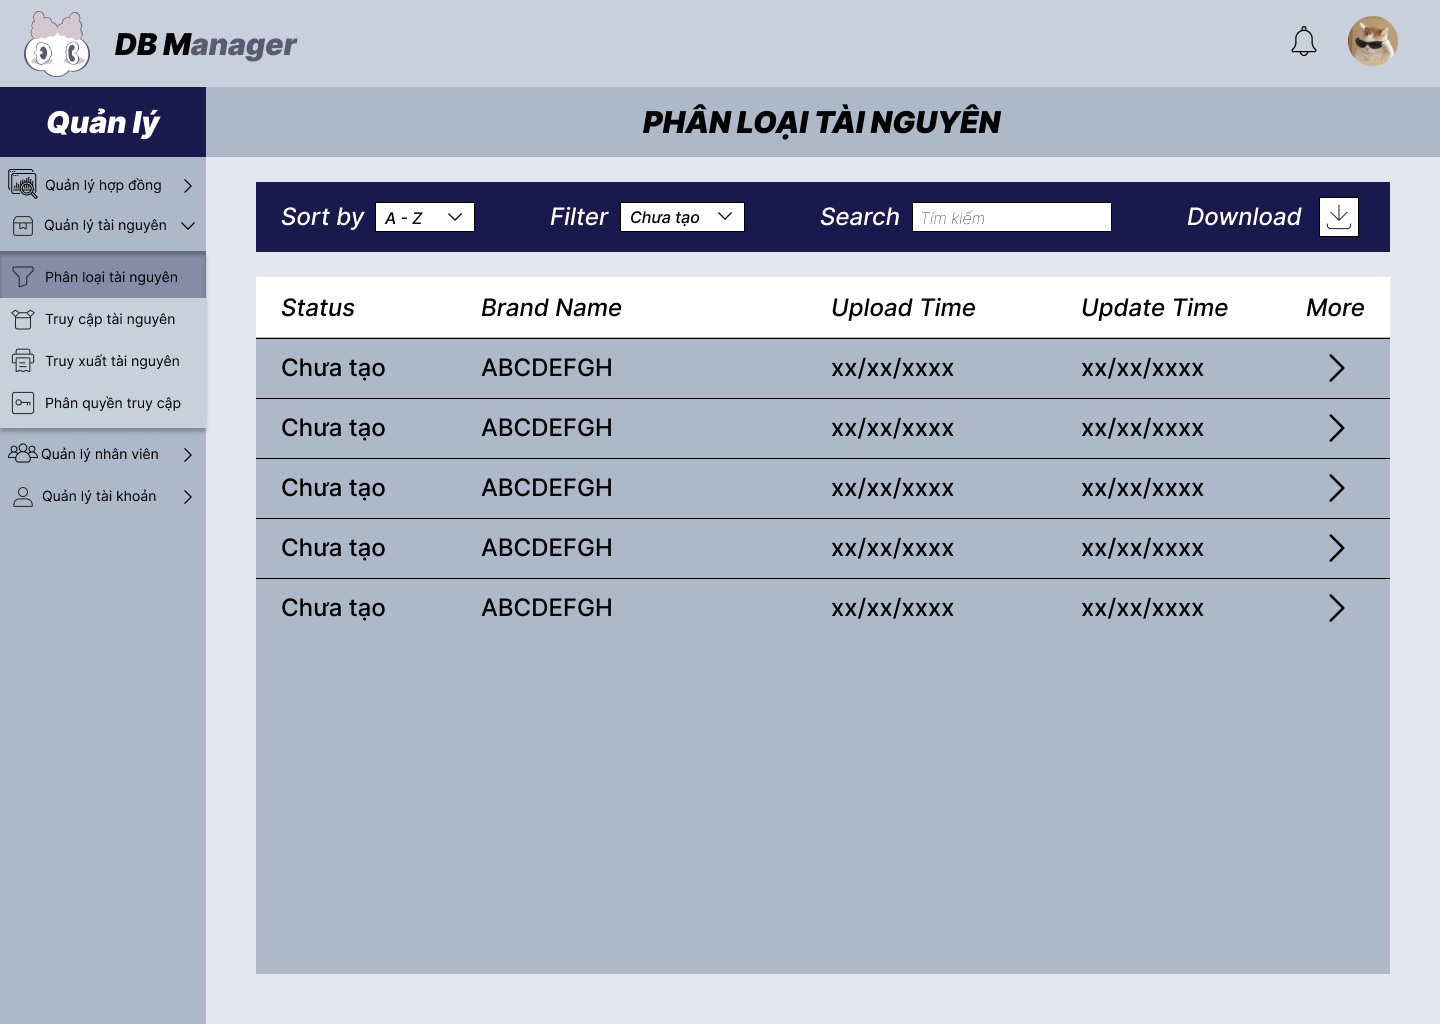 DB Manager
Quản lý
PHÂN LOẠI TÀI NGUYÊN
Quản lý hợp đồng
Quản lý tài nguyên
Phân loại tài nguyên
Truy cập tài nguyên
Truy xuất tài nguyên
Phân quyền truy cập
Quản lý nhân viên
Quản lý tài khoản
Sort by A - Z Filter Chưa tạo Search Tím kiếm Download
Status Brand Name Upload Time Update Time More
Chưa tạo ABCDEFGH xx/xx/xxxx xx/xx/xxxx
Chưa tạo ABCDEFGH xx/xx/xxxx xx/xx/xxxx
Chưa tạo ABCDEFGH xx/xx/xxxx xx/xx/xxxx
Chưa tạo ABCDEFGH xx/xx/xxxx xx/xx/xxxx
Chưa tạo ABCDEFGH xx/xx/xxxx xx/xx/xxxx